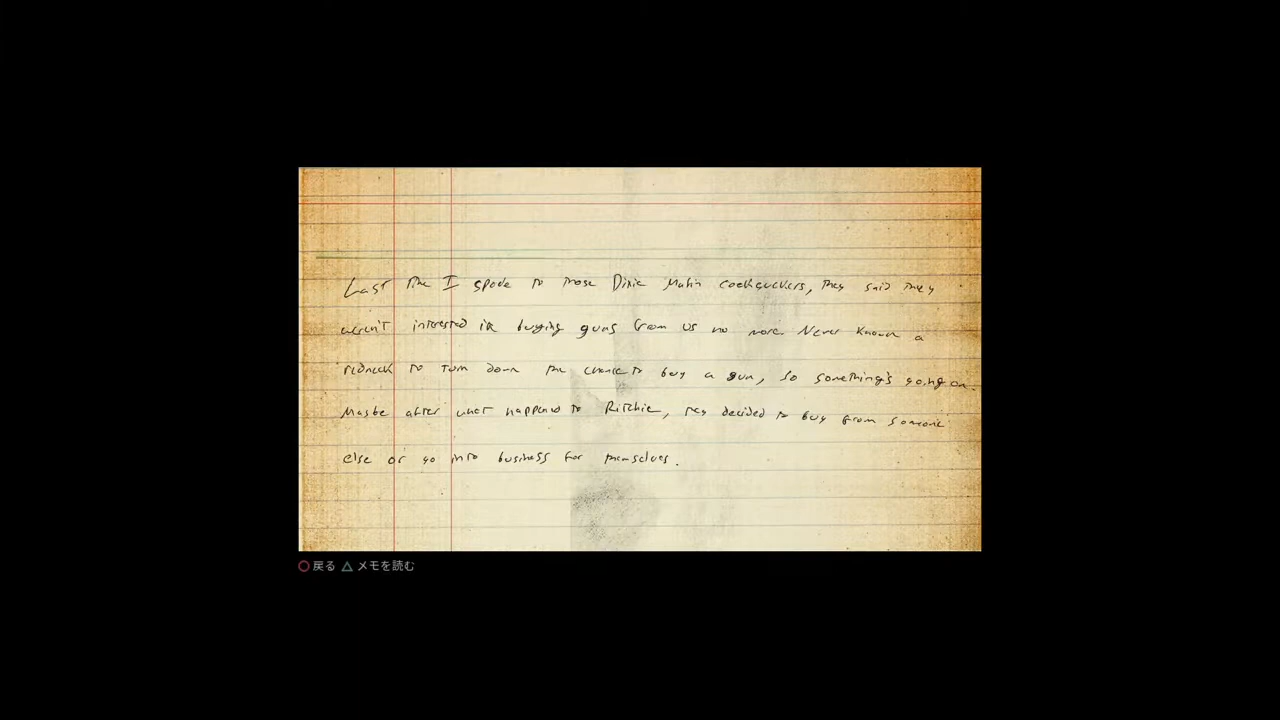 Last time I spoke to those Dixie Mafia cocksuckers, they said they
weren't interested in buying guns from us no more. Never known a
redneck to turn down the chance to buy a gun, so something's going on.
Maybe after what happened to Ritchie, they decided to buy from someone
else or go into business for themselves.
戻る メモを読む